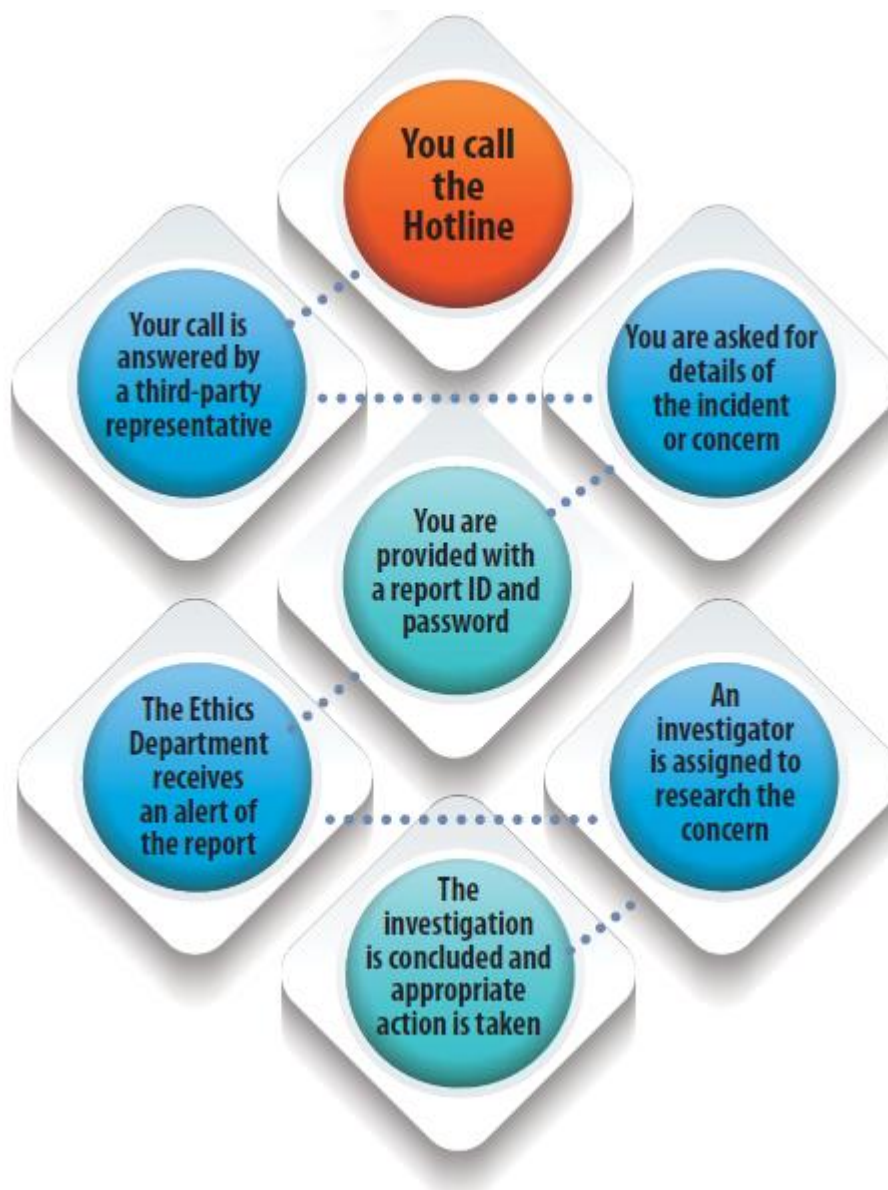 You call
the
Hotline
Your call is
answered by
a third-party
representative
You are asked for
details of
the incident
or concern
You are
provided with
a report ID and
password
The Ethics
Department
receives
an alert of
the report
An
investigator
is assigned to
research the
concern
The
investigation
is concluded and
appropriate
action is taken